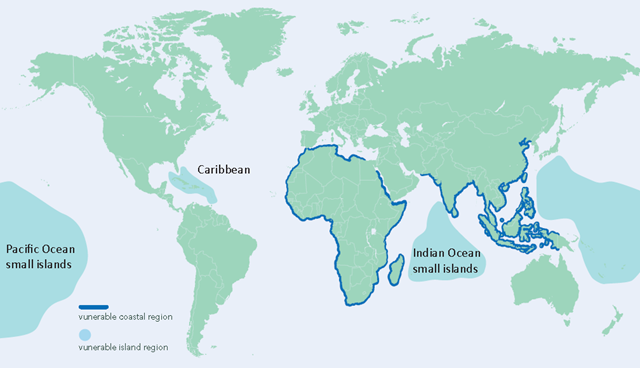 Caribbean
Pacific Ocean
small islands
Indian Ocean
small islands
vunerable coastal region
vunerable island region